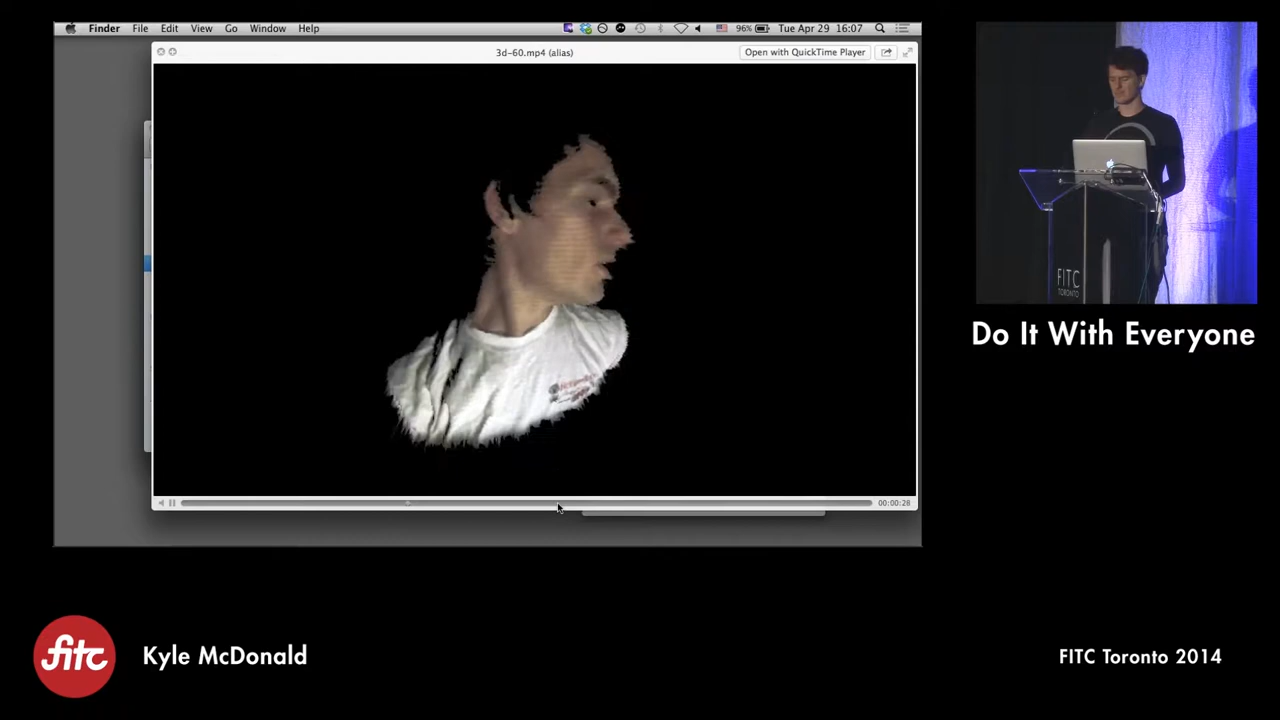 Finder File Edit View Window Go Help
96% Tue Apr 29 16:07
3d-60.mp4 (alias)
Open with QuickTime Player
00:00:28
FITC
TORONTO
Do It With Everyone
fitc
Kyle McDonald
FITC Toronto 2014